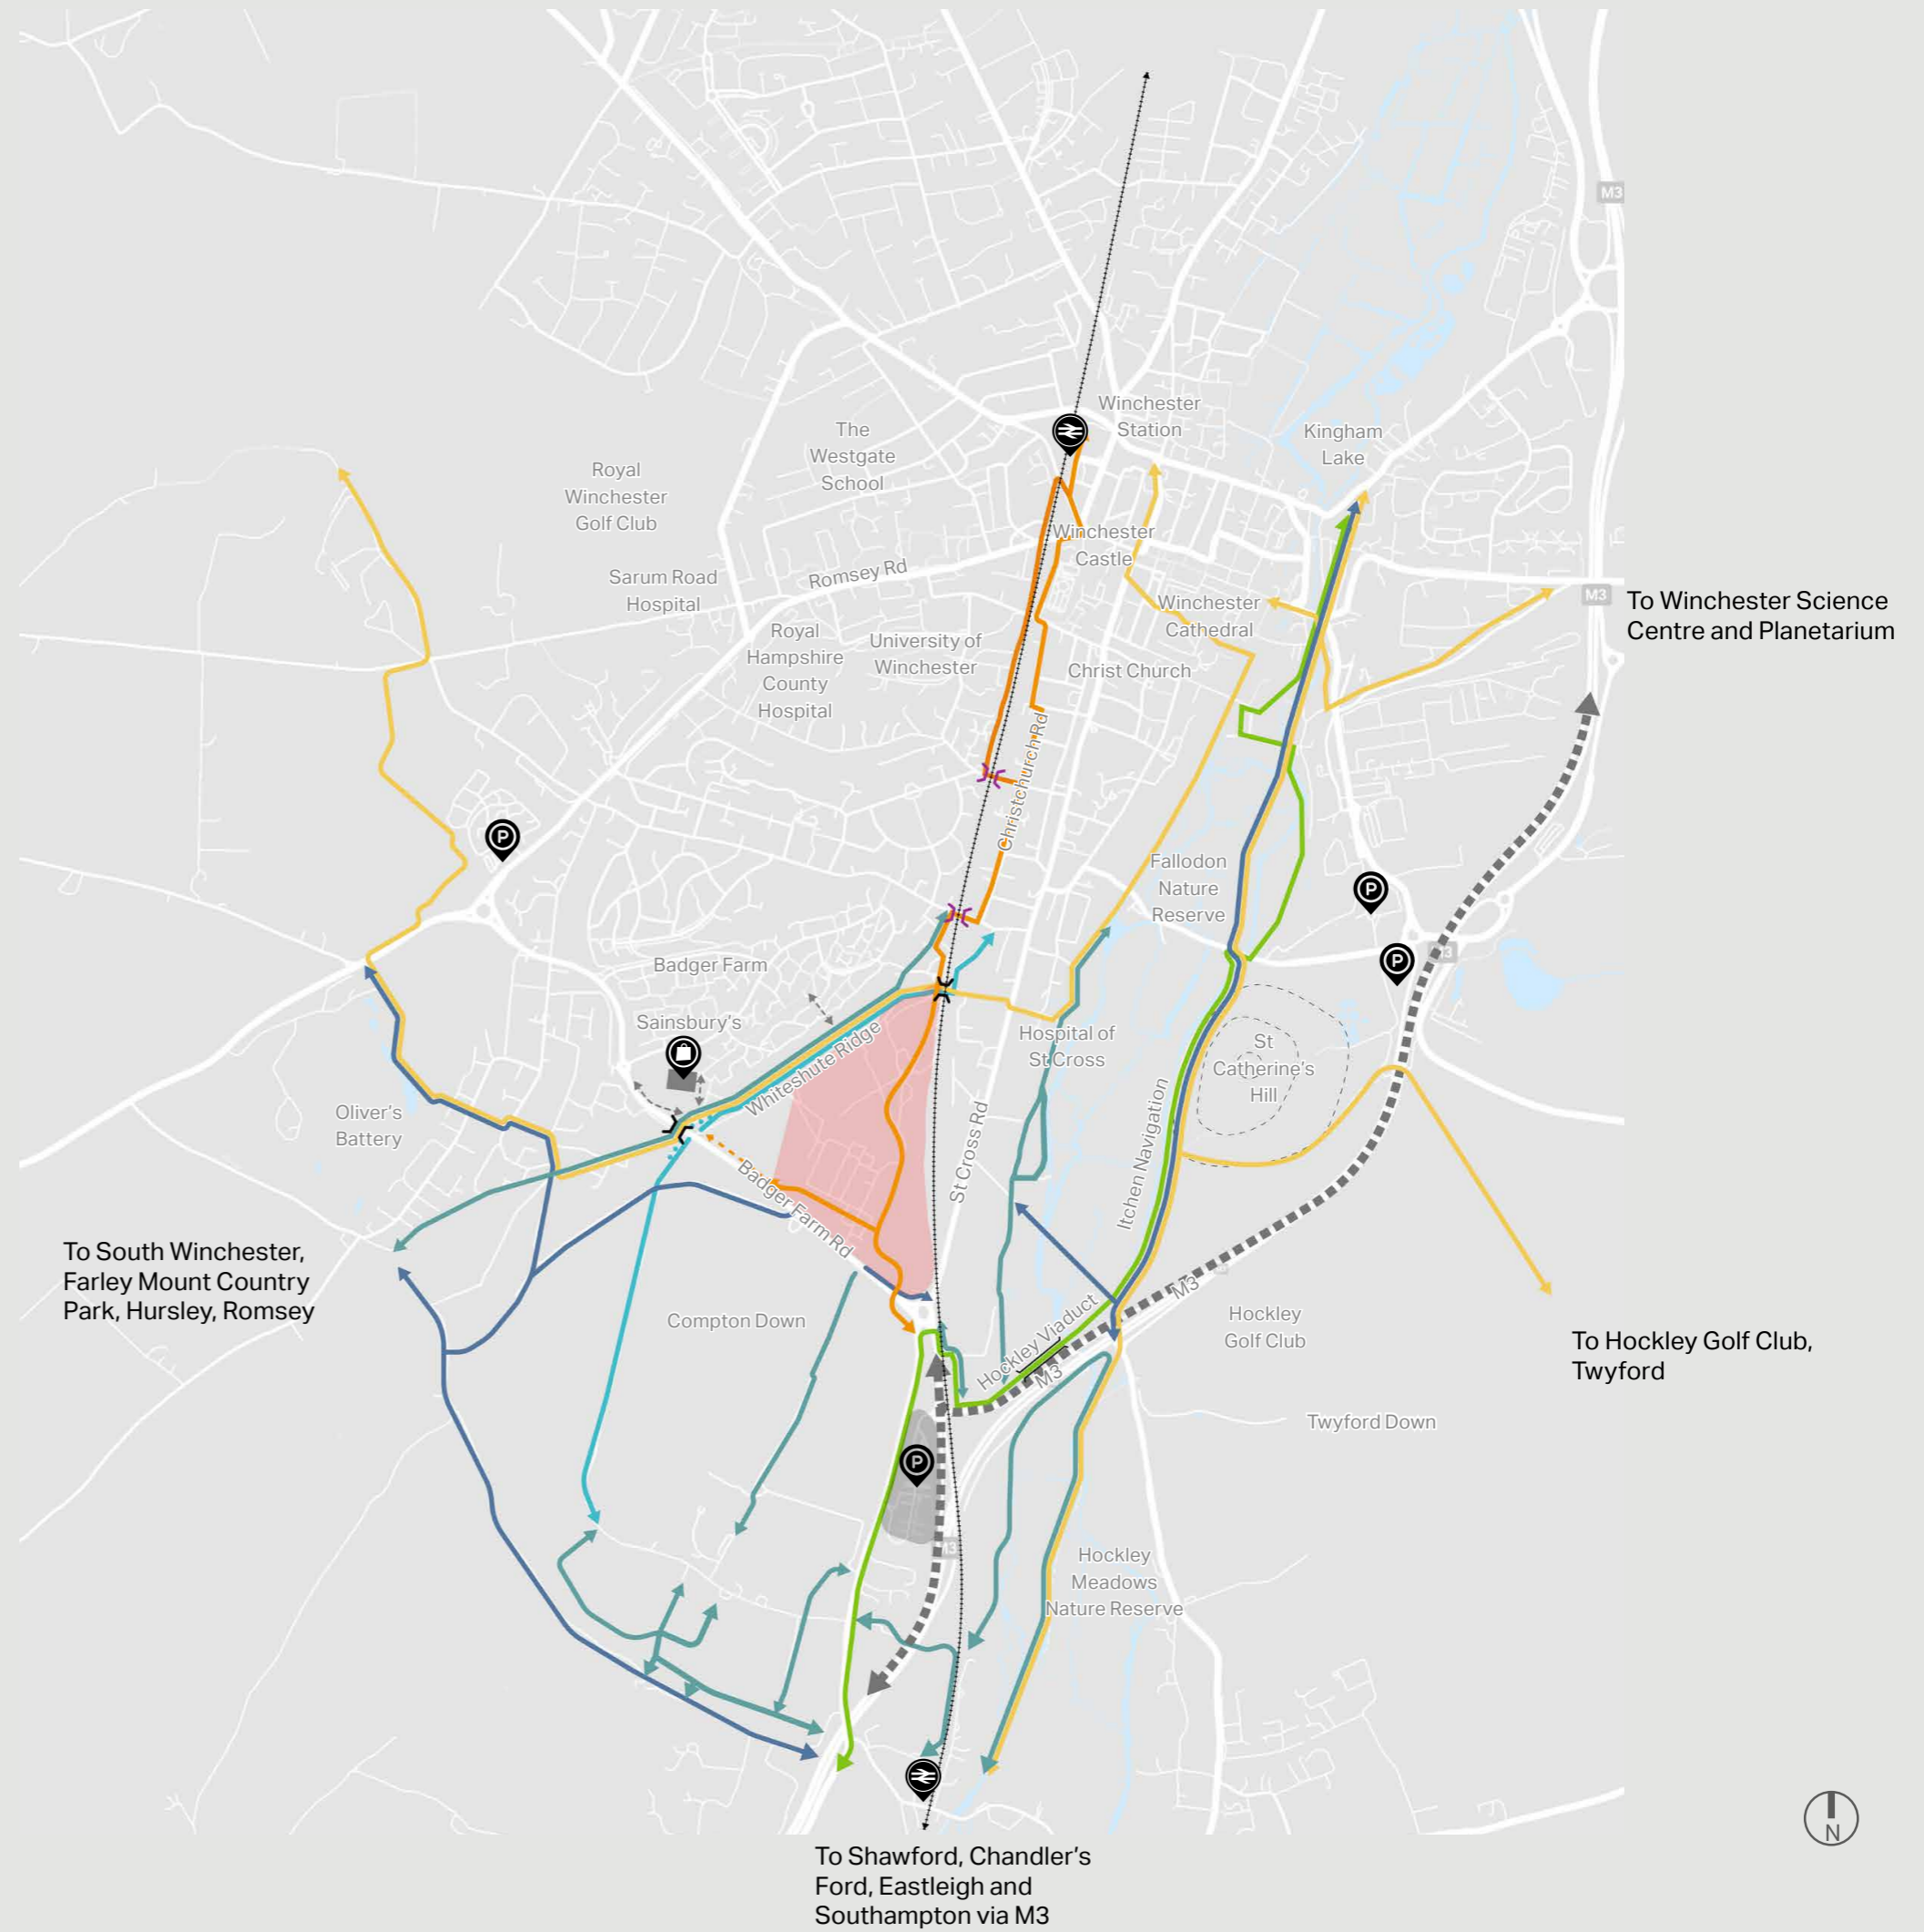 M3
Winchester
Station
The
Westgate
School
Kingham
Lake
Royal
Winchester
Golf Club
Winchester
Castle
Romsey Rd
Sarum Road
Hospital
M3
To Winchester Science
Centre and Planetarium
Winchester
Cathedral
Royal
Hampshire
County
Hospital
University of
Winchester
Christ Church
Christchurch Rd
P
Fallodon
Nature
Reserve
P
Badger Farm
P
M3
Sainsbury's
Whiteshute Ridge
Hospital of
St Cross
St
Catherine's
Hill
Oliver's
Battery
St Cross Rd
Itchen Navigation
Badger Farm Rd
To South Winchester,
Farley Mount Country
Park, Hursley, Romsey
M3
Compton Down
Hockley Viaduct
M3
Hockley
Golf Club
To Hockley Golf Club,
Twyford
Twyford Down
P
M3
Hockley
Meadows
Nature Reserve
N
To Shawford, Chandler's
Ford, Eastleigh and
Southampton via M3